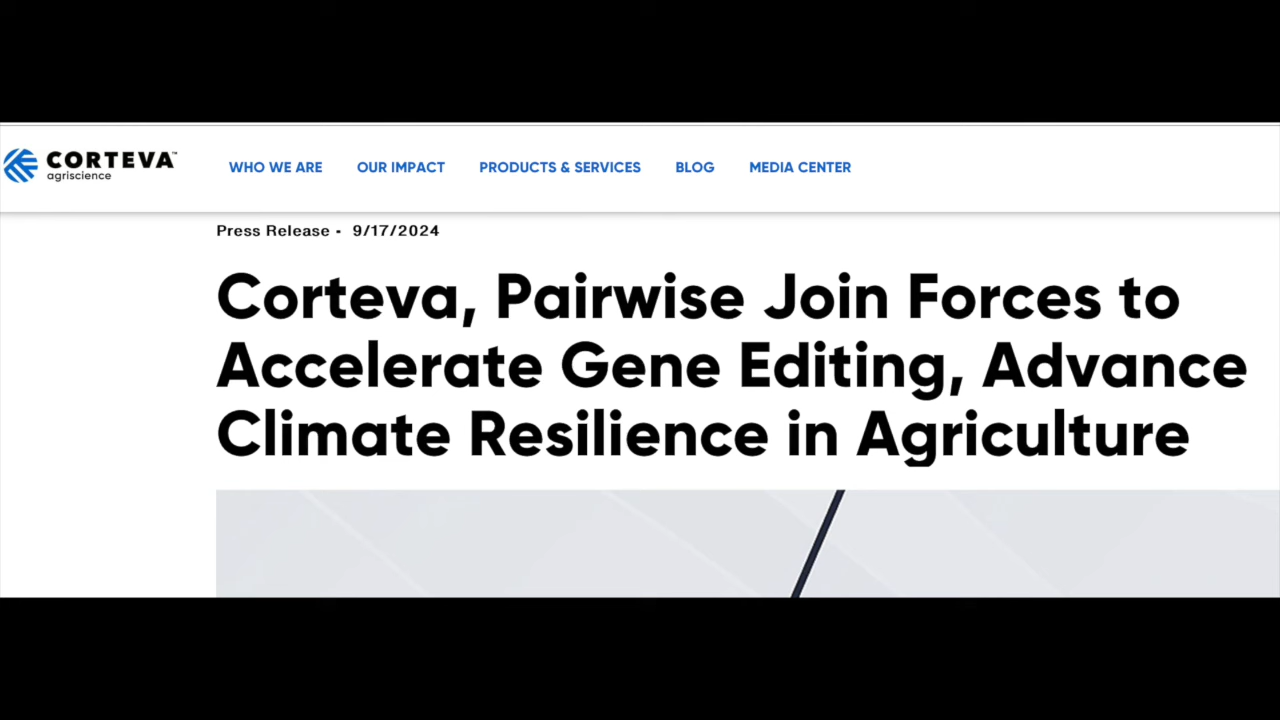 CORTEVA™
agriscience
WHO WE ARE OUR IMPACT PRODUCTS & SERVICES BLOG MEDIA CENTER
Press Release - 9/17/2024
Corteva, Pairwise Join Forces to
Accelerate Gene Editing, Advance
Climate Resilience in Agriculture